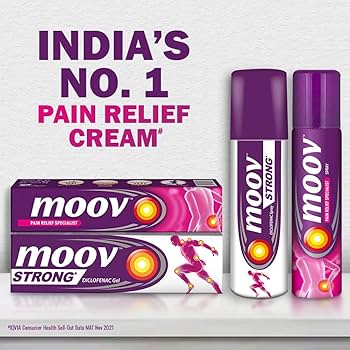 INDIA'S
NO. 1
PAIN RELIEF
CREAM#
moov
PAIN RELIEF SPECIALIST
moov
STRONG*
DICLOFENAC Gel
moov
STRONG*
DICLOFENAC Spray
moov
SPRAY
PAIN RELIEF SPECIALIST
#IQVIA Consumer Health Sell-Out Data MAT Nov 2021